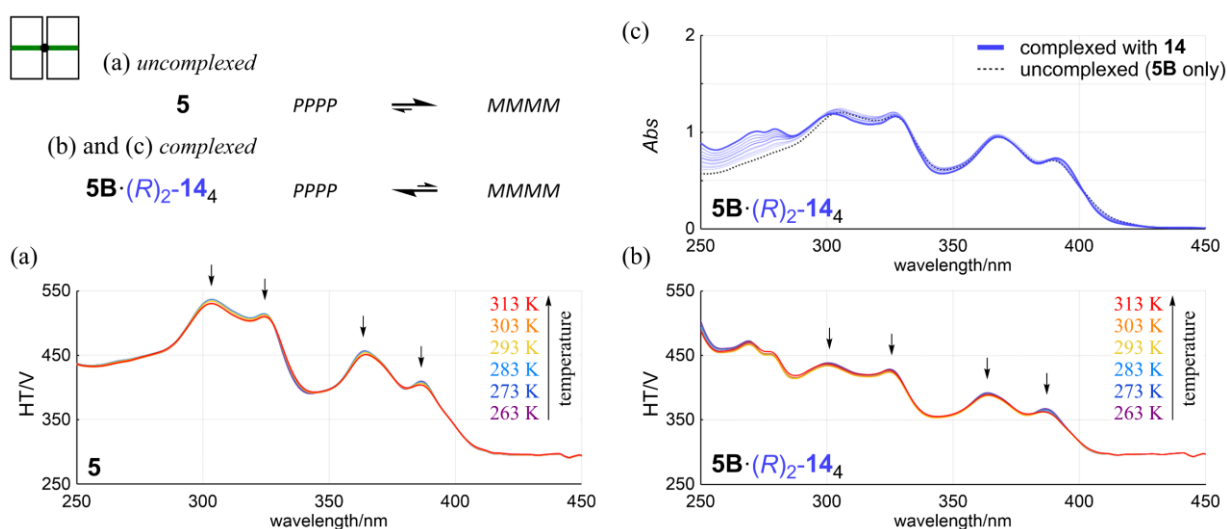 (a) uncomplexed
5 PPPP ⇌ MMMM
(b) and (c) complexed
5B·(R)₂-14₄ PPPP ⇌ MMMM
(c)
2
1
0
Abs
complexed with 14
uncomplexed (5B only)
5B·(R)₂-14₄
250 300 350 400 450
wavelength/nm
(a)
550
450
350
250
HT/V
313 K
303 K
293 K
283 K
273 K
263 K
temperature
5
250 300 350 400 450
wavelength/nm
(b)
550
450
350
250
HT/V
313 K
303 K
293 K
283 K
273 K
263 K
temperature
5B·(R)₂-14₄
250 300 350 400 450
wavelength/nm